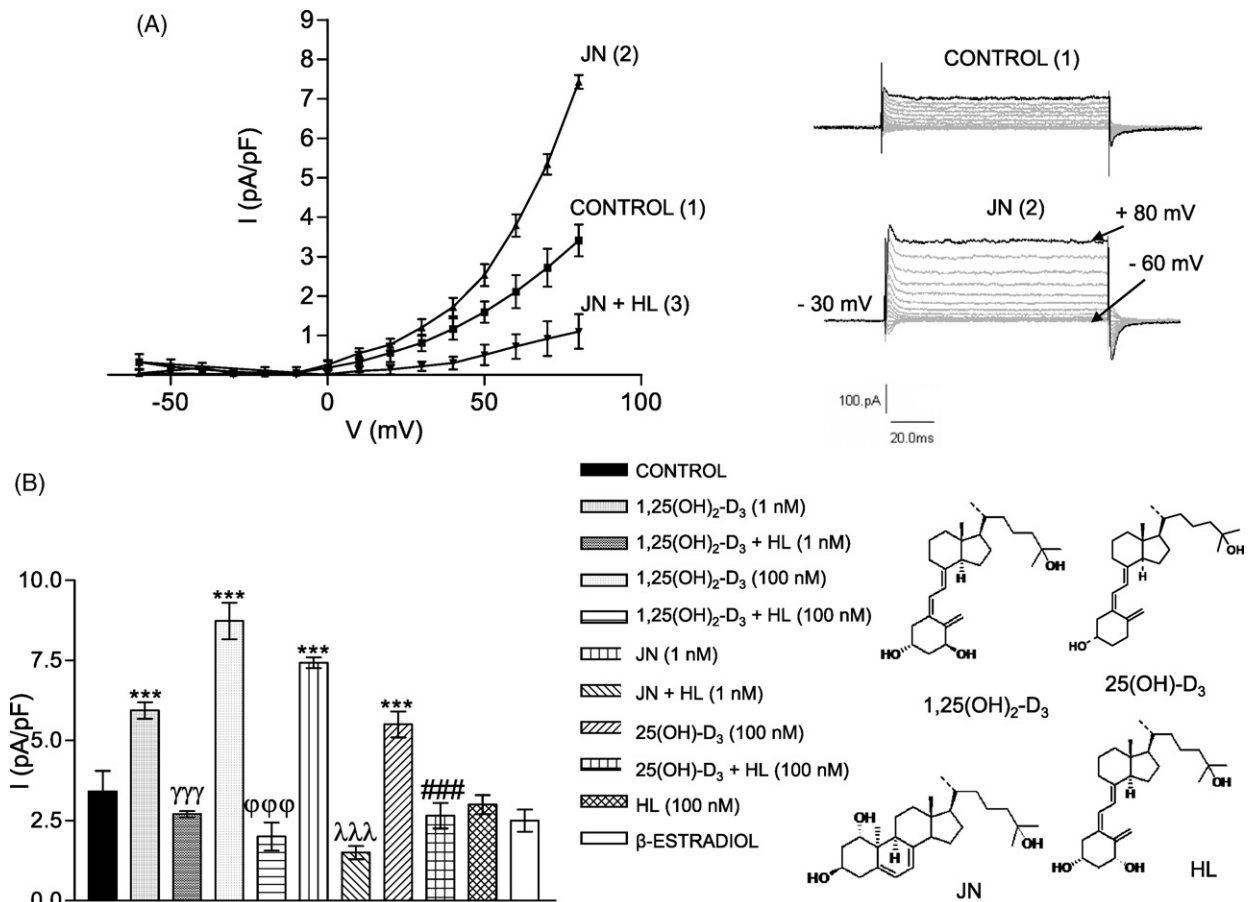 (A)
9
8
7
6
5
4
3
2
1
I (pA/pF)
-50
0
50
100
V (mV)
JN (2)
CONTROL (1)
JN + HL (3)
CONTROL (1)
JN (2)
+ 80 mV
- 60 mV
- 30 mV
100.pA
20.0ms
(B)
10.0
7.5
5.0
2.5
0.0
I (pA/pF)
***
γγγ
***
φφφ
***
λλλ
***
###
CONTROL
1,25(OH)₂-D₃ (1 nM)
1,25(OH)₂-D₃ + HL (1 nM)
1,25(OH)₂-D₃ (100 nM)
1,25(OH)₂-D₃ + HL (100 nM)
JN (1 nM)
JN + HL (1 nM)
25(OH)-D₃ (100 nM)
25(OH)-D₃ + HL (100 nM)
HL (100 nM)
β-ESTRADIOL
OH
H
HO
OH
1,25(OH)₂-D₃
OH
H
HO
25(OH)-D₃
OH
H
OH
HO
JN
OH
H
HO
OH
HL